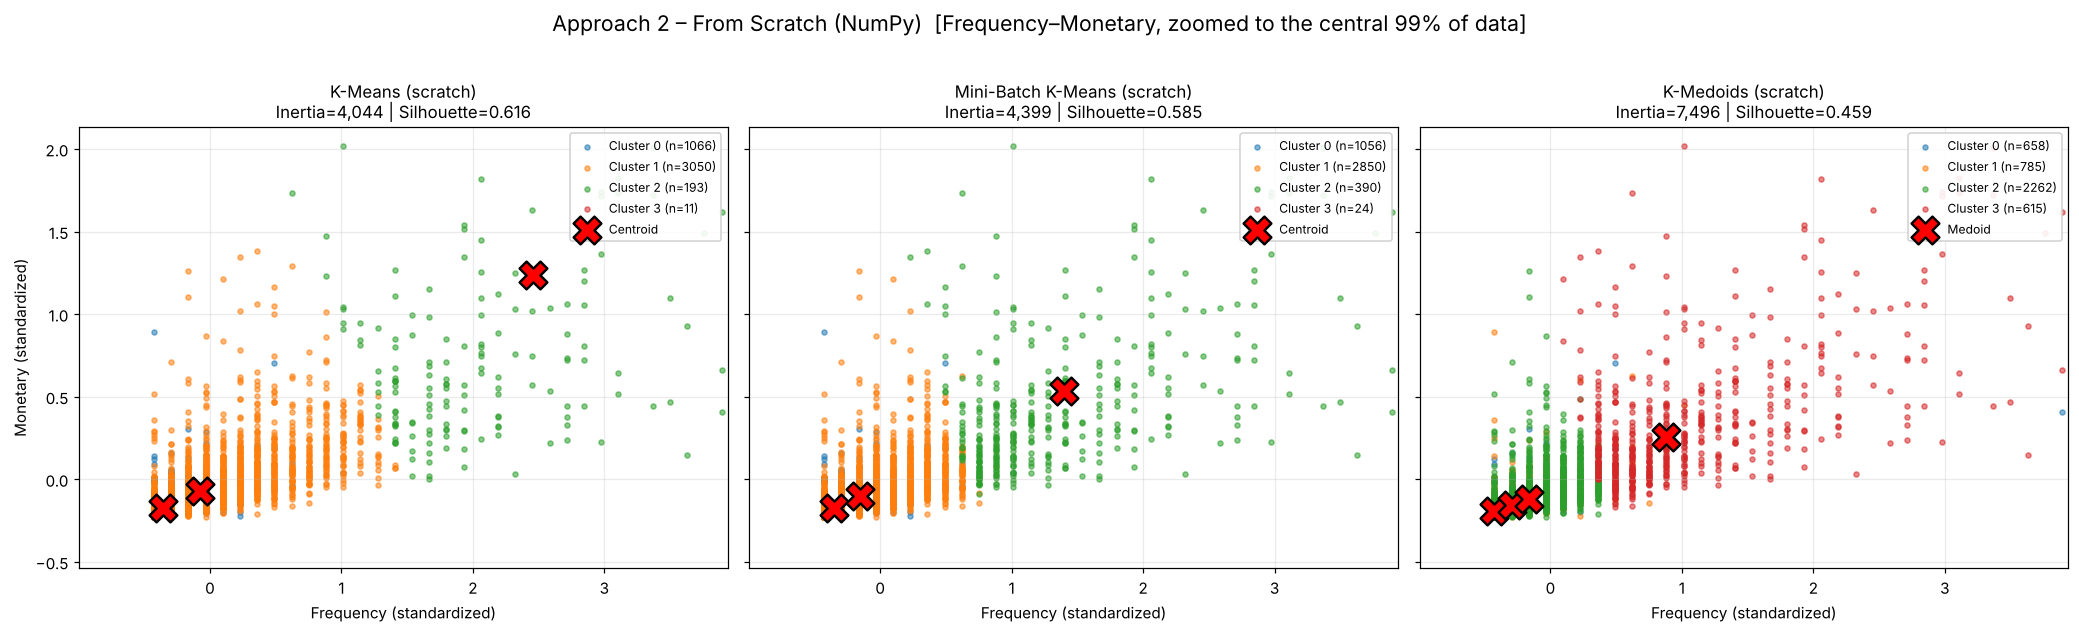 Approach 2 – From Scratch (NumPy)  [Frequency–Monetary, zoomed to the central 99% of data]
K-Means (scratch)
Inertia=4,044 | Silhouette=0.616
Cluster 0 (n=1066)
Cluster 1 (n=3050)
Cluster 2 (n=193)
Cluster 3 (n=11)
Centroid
2.0
1.5
1.0
0.5
0.0
−0.5
Monetary (standardized)
0 1 2 3
Frequency (standardized)
Mini-Batch K-Means (scratch)
Inertia=4,399 | Silhouette=0.585
Cluster 0 (n=1056)
Cluster 1 (n=2850)
Cluster 2 (n=390)
Cluster 3 (n=24)
Centroid
0 1 2 3
Frequency (standardized)
K-Medoids (scratch)
Inertia=7,496 | Silhouette=0.459
Cluster 0 (n=658)
Cluster 1 (n=785)
Cluster 2 (n=2262)
Cluster 3 (n=615)
Medoid
0 1 2 3
Frequency (standardized)